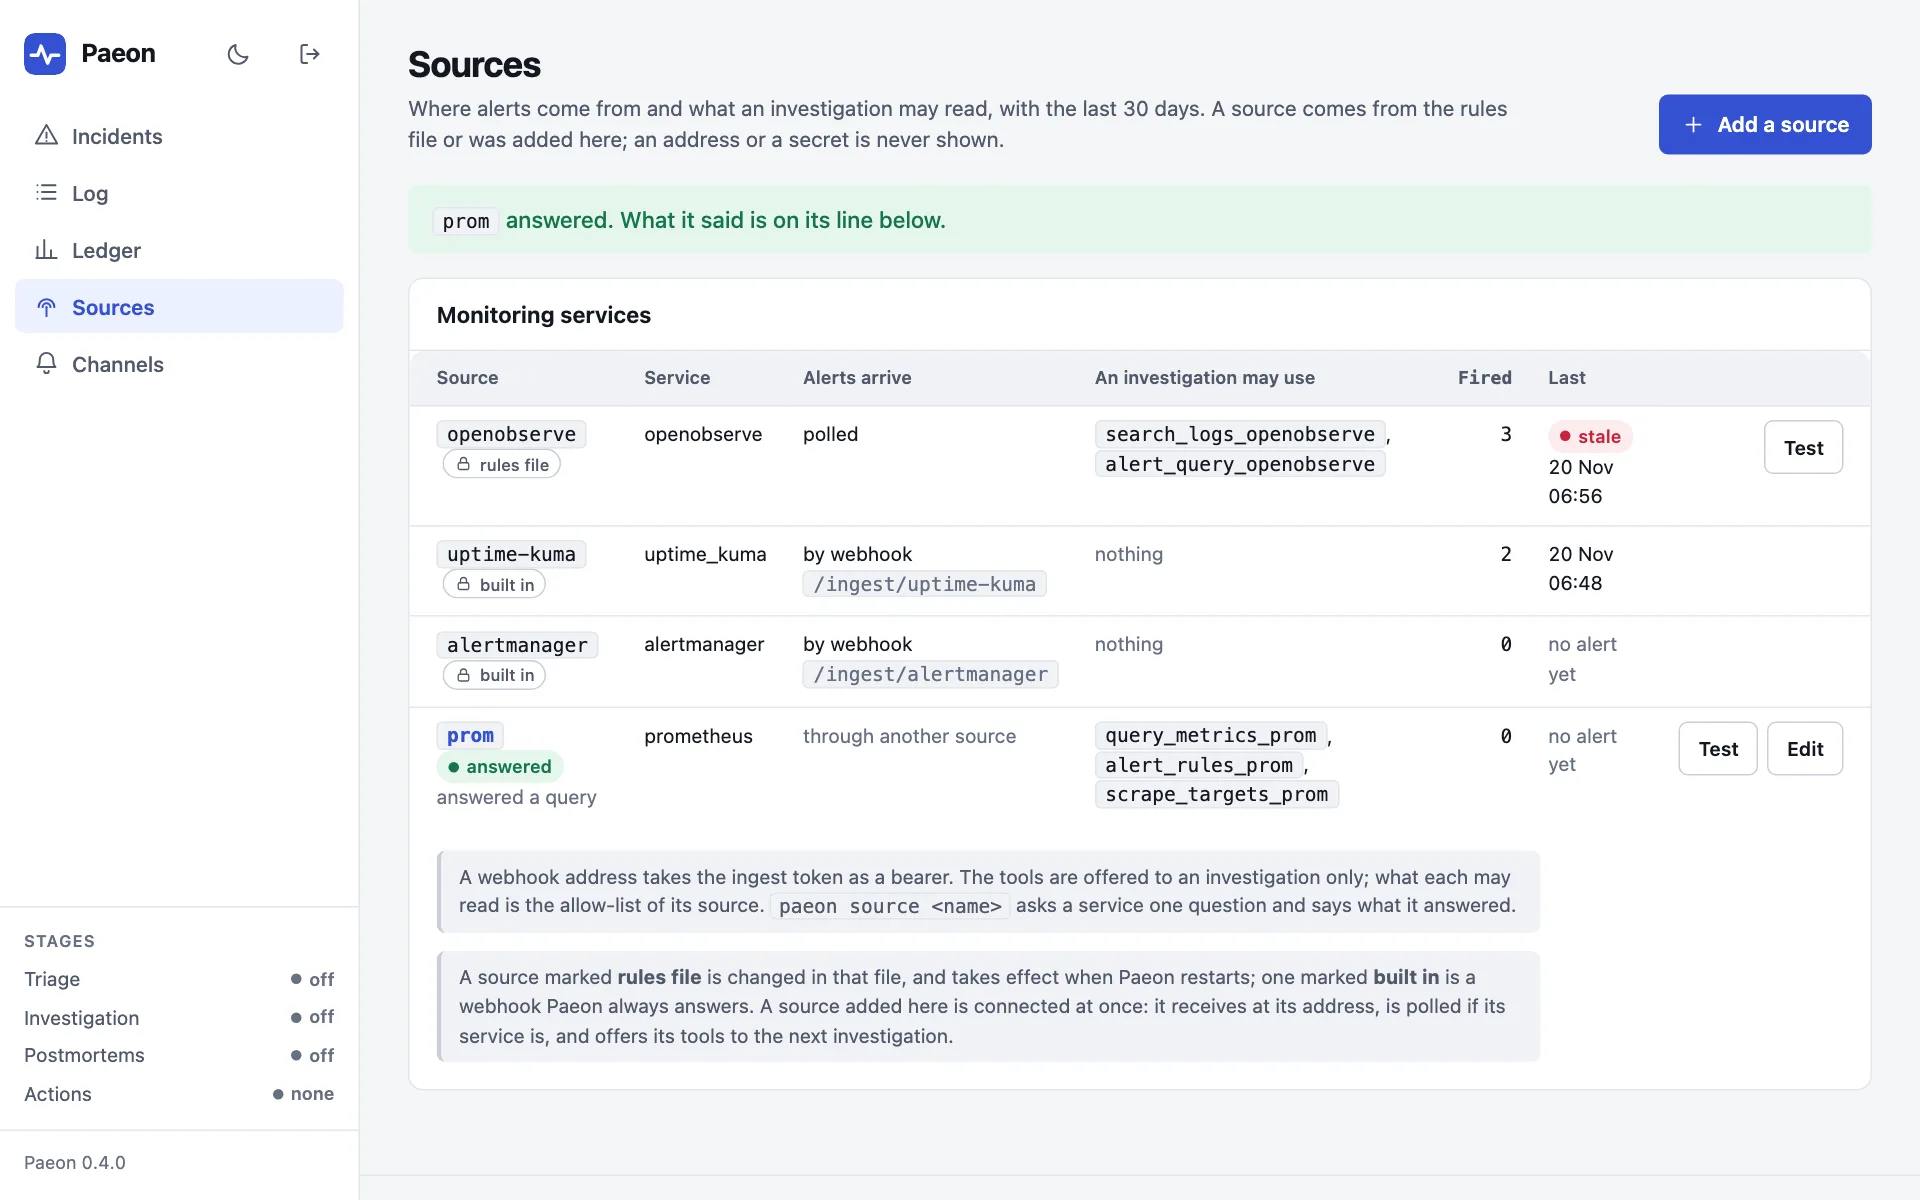 Paeon
Incidents
Log
Ledger
Sources
Channels
STAGES
Triage off
Investigation off
Postmortems off
Actions none
Paeon 0.4.0
Sources
Where alerts come from and what an investigation may read, with the last 30 days. A source comes from the rules
file or was added here; an address or a secret is never shown.
+ Add a source
prom answered. What it said is on its line below.
Monitoring services
Source Service Alerts arrive An investigation may use Fired Last
openobserve openobserve polled search_logs_openobserve, 3 stale Test
rules file alert_query_openobserve 20 Nov
06:56
uptime-kuma uptime_kuma by webhook nothing 2 20 Nov
built in /ingest/uptime-kuma 06:48
alertmanager alertmanager by webhook nothing 0 no alert
built in /ingest/alertmanager yet
prom prometheus through another source query_metrics_prom, 0 no alert Test Edit
answered alert_rules_prom, yet
answered a query scrape_targets_prom
A webhook address takes the ingest token as a bearer. The tools are offered to an investigation only; what each may
read is the allow-list of its source. paeon source <name> asks a service one question and says what it answered.
A source marked rules file is changed in that file, and takes effect when Paeon restarts; one marked built in is a
webhook Paeon always answers. A source added here is connected at once: it receives at its address, is polled if its
service is, and offers its tools to the next investigation.